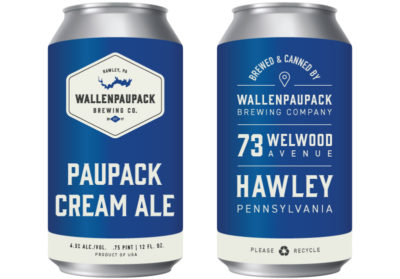 HAWLEY, PA
WALLENPAUPACK
BREWING CO.
PAUPACK
CREAM ALE
4.9% ALC./VOL. .75 PINT | 12 FL. OZ.
PRODUCT OF USA
BREWED & CANNED BY
WALLENPAUPACK
BREWING COMPANY
73 WELWOOD
AVENUE
HAWLEY
PENNSYLVANIA
PLEASE RECYCLE